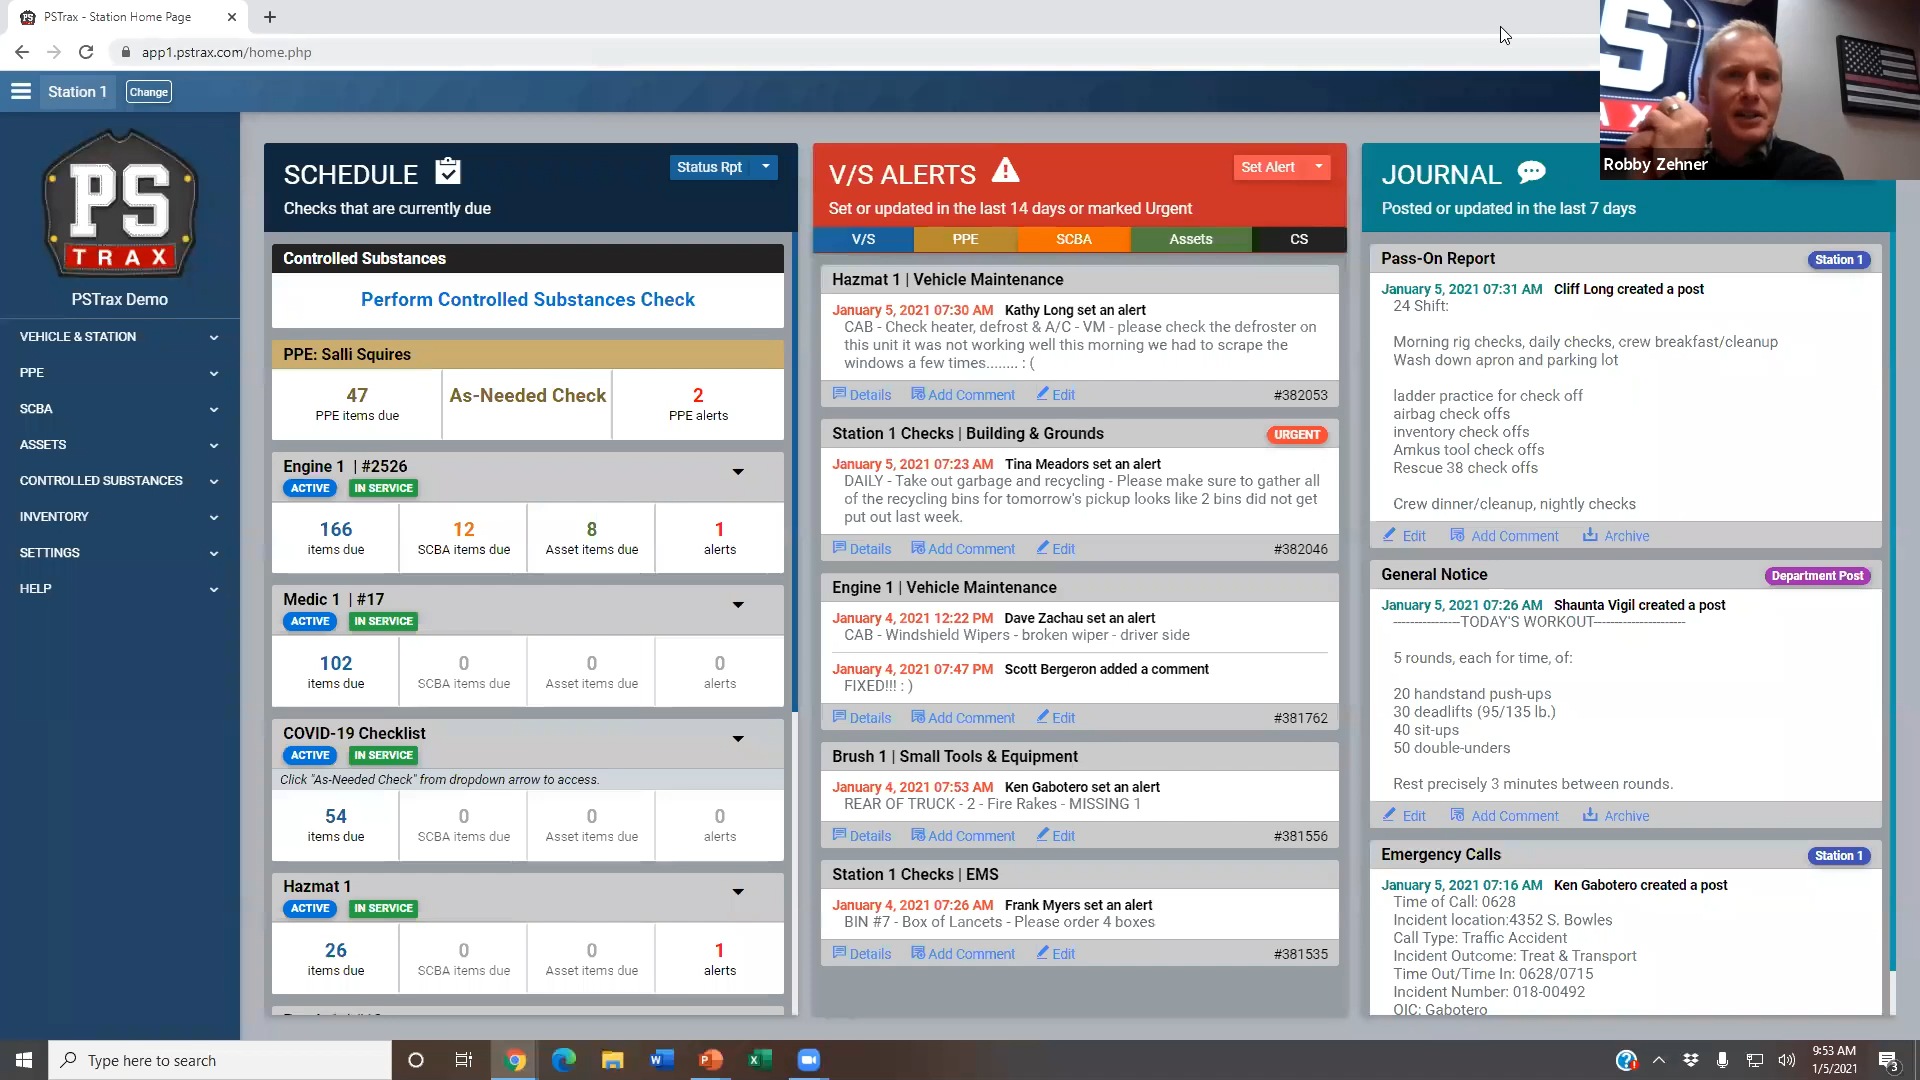 PSTrax - Station Home Page
app1.pstrax.com/home.php
Station 1
Change
PS
TRAX
PSTrax Demo
VEHICLE & STATION
PPE
SCBA
ASSETS
CONTROLLED SUBSTANCES
INVENTORY
SETTINGS
HELP
SCHEDULE
Status Rpt
Checks that are currently due
Controlled Substances
Perform Controlled Substances Check
PPE: Salli Squires
47 As-Needed Check 2
PPE items due PPE alerts
Engine 1 | #2526
ACTIVE IN SERVICE
166 12 8 1
items due SCBA items due Asset items due alerts
Medic 1 | #17
ACTIVE IN SERVICE
102 0 0 0
items due SCBA items due Asset items due alerts
COVID-19 Checklist
ACTIVE IN SERVICE
Click "As-Needed Check" from dropdown arrow to access.
54 0 0 0
items due SCBA items due Asset items due alerts
Hazmat 1
ACTIVE IN SERVICE
26 0 0 1
items due SCBA items due Asset items due alerts
V/S ALERTS
Set Alert
Set or updated in the last 14 days or marked Urgent
V/S PPE SCBA Assets CS
Hazmat 1 | Vehicle Maintenance
January 5, 2021 07:30 AM Kathy Long set an alert
CAB - Check heater, defrost & A/C - VM - please check the defroster on
this unit it was not working well this morning we had to scrape the
windows a few times........ : (
Details Add Comment Edit #382053
Station 1 Checks | Building & Grounds URGENT
January 5, 2021 07:23 AM Tina Meadors set an alert
DAILY - Take out garbage and recycling - Please make sure to gather all
of the recycling bins for tomorrow's pickup looks like 2 bins did not get
put out last week.
Details Add Comment Edit #382046
Engine 1 | Vehicle Maintenance
January 4, 2021 12:22 PM Dave Zachau set an alert
CAB - Windshield Wipers - broken wiper - driver side
January 4, 2021 07:47 PM Scott Bergeron added a comment
FIXED!!! : )
Details Add Comment Edit #381762
Brush 1 | Small Tools & Equipment
January 4, 2021 07:53 AM Ken Gabotero set an alert
REAR OF TRUCK - 2 - Fire Rakes - MISSING 1
Details Add Comment Edit #381556
Station 1 Checks | EMS
January 4, 2021 07:26 AM Frank Myers set an alert
BIN #7 - Box of Lancets - Please order 4 boxes
Details Add Comment Edit #381535
JOURNAL
Posted or updated in the last 7 days
Pass-On Report Station 1
January 5, 2021 07:31 AM Cliff Long created a post
24 Shift:
Morning rig checks, daily checks, crew breakfast/cleanup
Wash down apron and parking lot
ladder practice for check off
airbag check offs
inventory check offs
Amkus tool check offs
Rescue 38 check offs
Crew dinner/cleanup, nightly checks
Edit Add Comment Archive
General Notice Department Post
January 5, 2021 07:26 AM Shaunta Vigil created a post
----------------TODAY'S WORKOUT----------------------
5 rounds, each for time, of:
20 handstand push-ups
30 deadlifts (95/135 lb.)
40 sit-ups
50 double-unders
Rest precisely 3 minutes between rounds.
Edit Add Comment Archive
Emergency Calls Station 1
January 5, 2021 07:16 AM Ken Gabotero created a post
Time of Call: 0628
Incident location:4352 S. Bowles
Call Type: Traffic Accident
Incident Outcome: Treat & Transport
Time Out/Time In: 0628/0715
Incident Number: 018-00492
OIC: Gabotero
S
A X
Robby Zehner
Type here to search
9:53 AM
1/5/2021
3